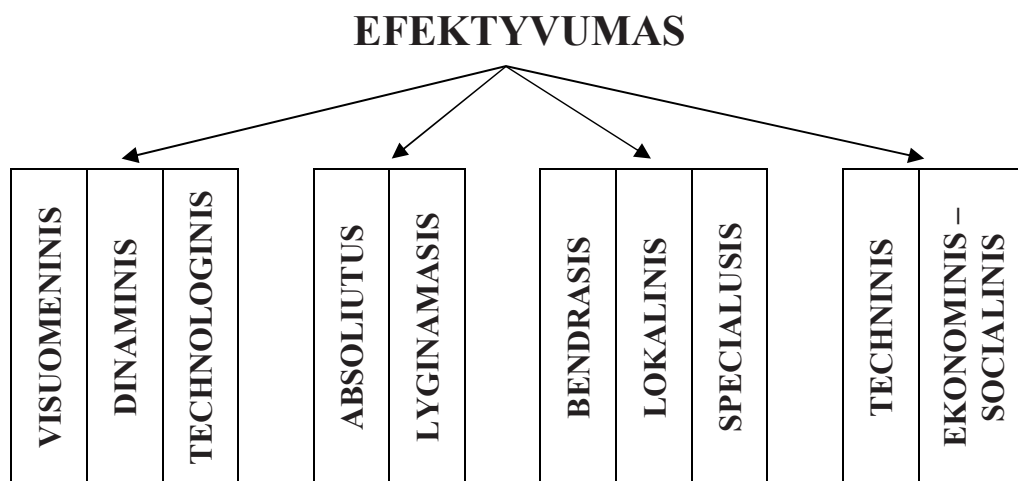 EFEKTYVUMAS
VISUOMENINIS
DINAMINIS
TECHNOLOGINIS
ABSOLIUTUS
LYGINAMASIS
BENDRASIS
LOKALINIS
SPECIALUSIS
TECHNINIS
EKONOMINIS –
SOCIALINIS